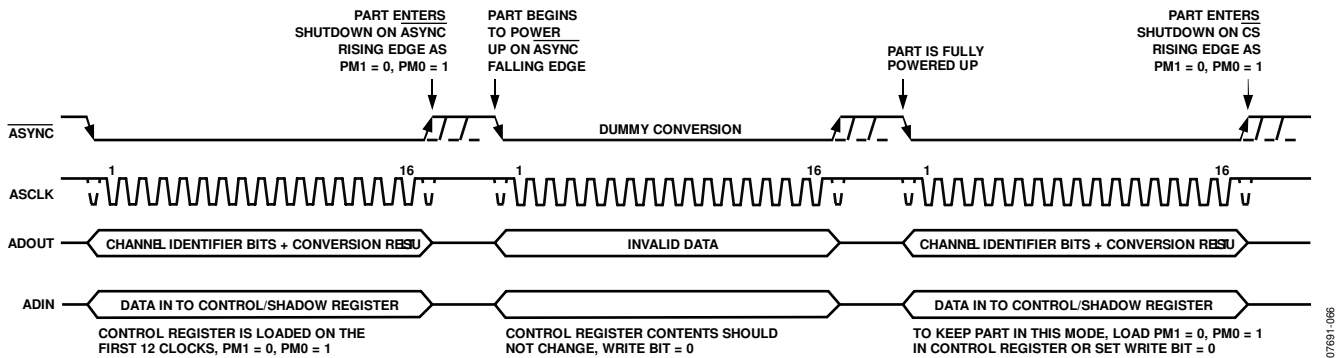 PART ENTERS
SHUTDOWN ON ASYNC
RISING EDGE AS
PM1 = 0, PM0 = 1
PART BEGINS
TO POWER
UP ON ASYNC
FALLING EDGE
PART IS FULLY
POWERED UP
PART ENTERS
SHUTDOWN ON CS
RISING EDGE AS
PM1 = 0, PM0 = 1
ASYNC
DUMMY CONVERSION
ASCLK
1 16
1 16
1 16
ADOUT
CHANNEL IDENTIFIER BITS + CONVERSION RESULT
INVALID DATA
CHANNEL IDENTIFIER BITS + CONVERSION RESULT
ADIN
DATA IN TO CONTROL/SHADOW REGISTER
DATA IN TO CONTROL/SHADOW REGISTER
CONTROL REGISTER IS LOADED ON THE
FIRST 12 CLOCKS, PM1 = 0, PM0 = 1
CONTROL REGISTER CONTENTS SHOULD
NOT CHANGE, WRITE BIT = 0
TO KEEP PART IN THIS MODE, LOAD PM1 = 0, PM0 = 1
IN CONTROL REGISTER OR SET WRITE BIT = 0
07691-066